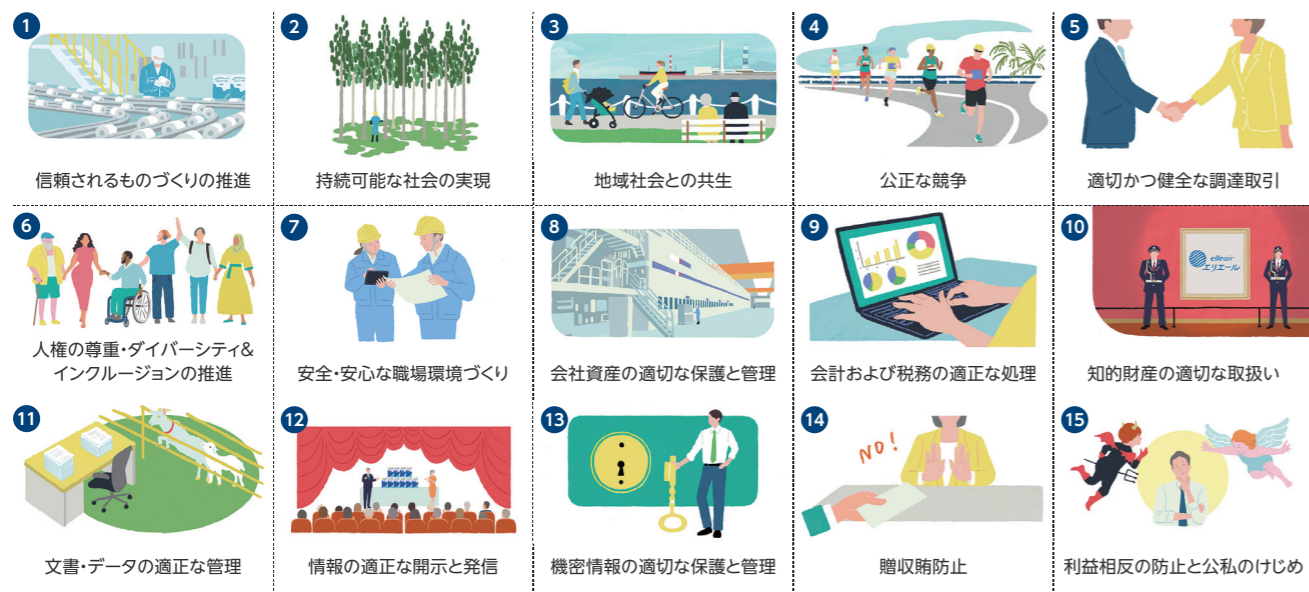 1
信頼されるものづくりの推進
2
持続可能な社会の実現
3
地域社会との共生
4
公正な競争
5
適切かつ健全な調達取引
6
人権の尊重・ダイバーシティ&
インクルージョンの推進
7
安全・安心な職場環境づくり
8
会社資産の適切な保護と管理
9
会計および税務の適正な処理
10
elleair
エリエール
知的財産の適切な取扱い
11
文書・データの適正な管理
12
情報の適正な開示と発信
13
機密情報の適切な保護と管理
14
NO!
贈収賄防止
15
利益相反の防止と公私のけじめ